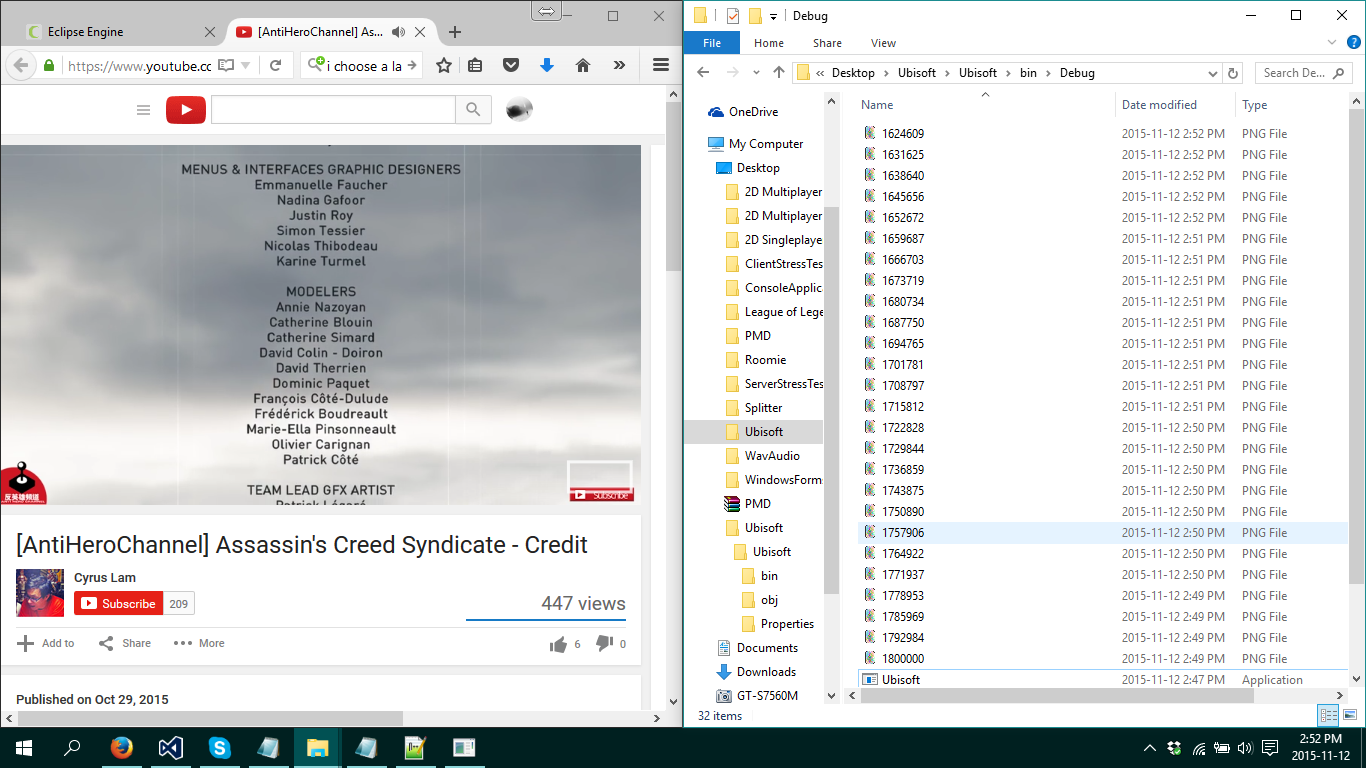 Eclipse Engine
[AntiHeroChannel] As...
https://www.youtube.cc
i choose a la
MENUS & INTERFACES GRAPHIC DESIGNERS
Emmanuelle Faucher
Nadina Gafoor
Justin Roy
Simon Tessier
Nicolas Thibodeau
Karine Turmel
MODELERS
Annie Nazoyan
Catherine Blouin
Catherine Simard
David Colin - Doiron
David Therrien
Dominic Paquet
François Côté-Dulude
Frédérick Boudreault
Marie-Ella Pinsonneault
Olivier Carignan
Patrick Côté
TEAM LEAD GFX ARTIST
反英雄頻道
Subscribe
[AntiHeroChannel] Assassin's Creed Syndicate - Credit
Cyrus Lam
Subscribe 209
447 views
Add to Share More 6 0
Published on Oct 29, 2015
Debug
File Home Share View
« Desktop Ubisoft Ubisoft bin Debug
Search De...
OneDrive
My Computer
Desktop
2D Multiplayer
2D Multiplayer
2D Singleplaye
ClientStressTes
ConsoleApplic
League of Lege
PMD
Roomie
ServerStressTes
Splitter
Ubisoft
WavAudio
WindowsForm
PMD
Ubisoft
Ubisoft
bin
obj
Properties
Documents
Downloads
GT-S7560M
Name Date modified Type
1624609 2015-11-12 2:52 PM PNG File
1631625 2015-11-12 2:52 PM PNG File
1638640 2015-11-12 2:52 PM PNG File
1645656 2015-11-12 2:52 PM PNG File
1652672 2015-11-12 2:52 PM PNG File
1659687 2015-11-12 2:51 PM PNG File
1666703 2015-11-12 2:51 PM PNG File
1673719 2015-11-12 2:51 PM PNG File
1680734 2015-11-12 2:51 PM PNG File
1687750 2015-11-12 2:51 PM PNG File
1694765 2015-11-12 2:51 PM PNG File
1701781 2015-11-12 2:51 PM PNG File
1708797 2015-11-12 2:51 PM PNG File
1715812 2015-11-12 2:51 PM PNG File
1722828 2015-11-12 2:50 PM PNG File
1729844 2015-11-12 2:50 PM PNG File
1736859 2015-11-12 2:50 PM PNG File
1743875 2015-11-12 2:50 PM PNG File
1750890 2015-11-12 2:50 PM PNG File
1757906 2015-11-12 2:50 PM PNG File
1764922 2015-11-12 2:50 PM PNG File
1771937 2015-11-12 2:50 PM PNG File
1778953 2015-11-12 2:49 PM PNG File
1785969 2015-11-12 2:49 PM PNG File
1792984 2015-11-12 2:49 PM PNG File
1800000 2015-11-12 2:49 PM PNG File
Ubisoft 2015-11-12 2:47 PM Application
32 items
2:52 PM
2015-11-12